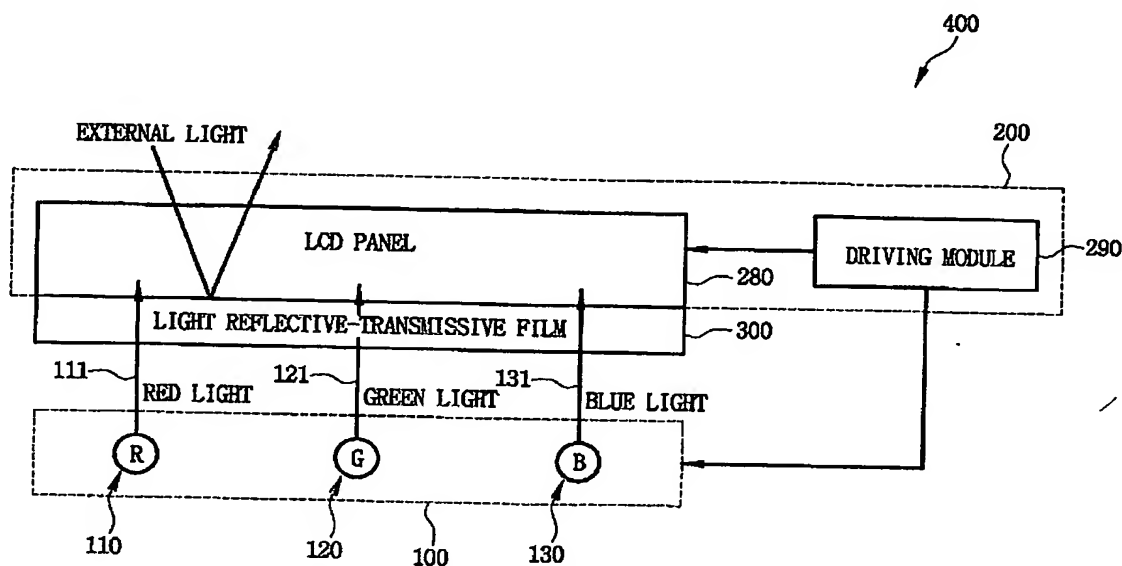 400
EXTERNAL LIGHT
200
LCD PANEL
DRIVING MODULE
290
280
LIGHT REFLECTIVE-TRANSMISSIVE FILM
300
111
121
131
RED LIGHT
GREEN LIGHT
BLUE LIGHT
R
G
B
110
120
100
130